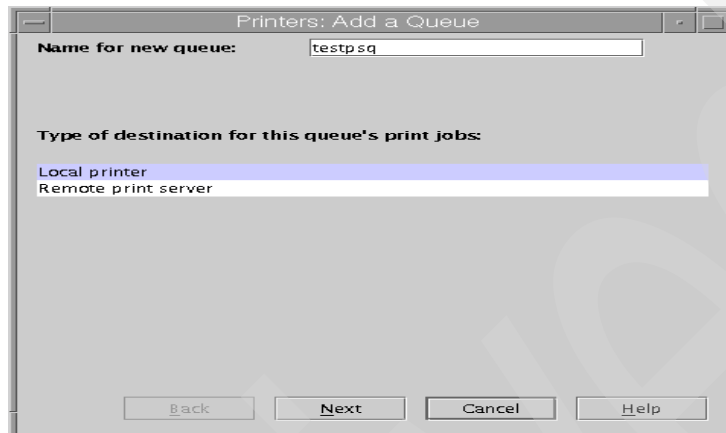 Printers: Add a Queue
Name for new queue: testpsq
Type of destination for this queue's print jobs:
Local printer
Remote print server
Back Next Cancel Help